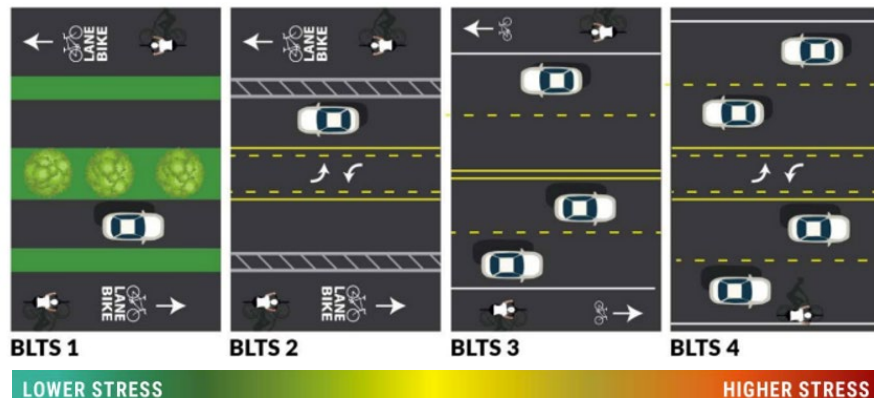 LANE
BIKE
LANE
BIKE
LANE
BIKE
LANE
BIKE
BLTS 1
BLTS 2
BLTS 3
BLTS 4
LOWER STRESS
HIGHER STRESS